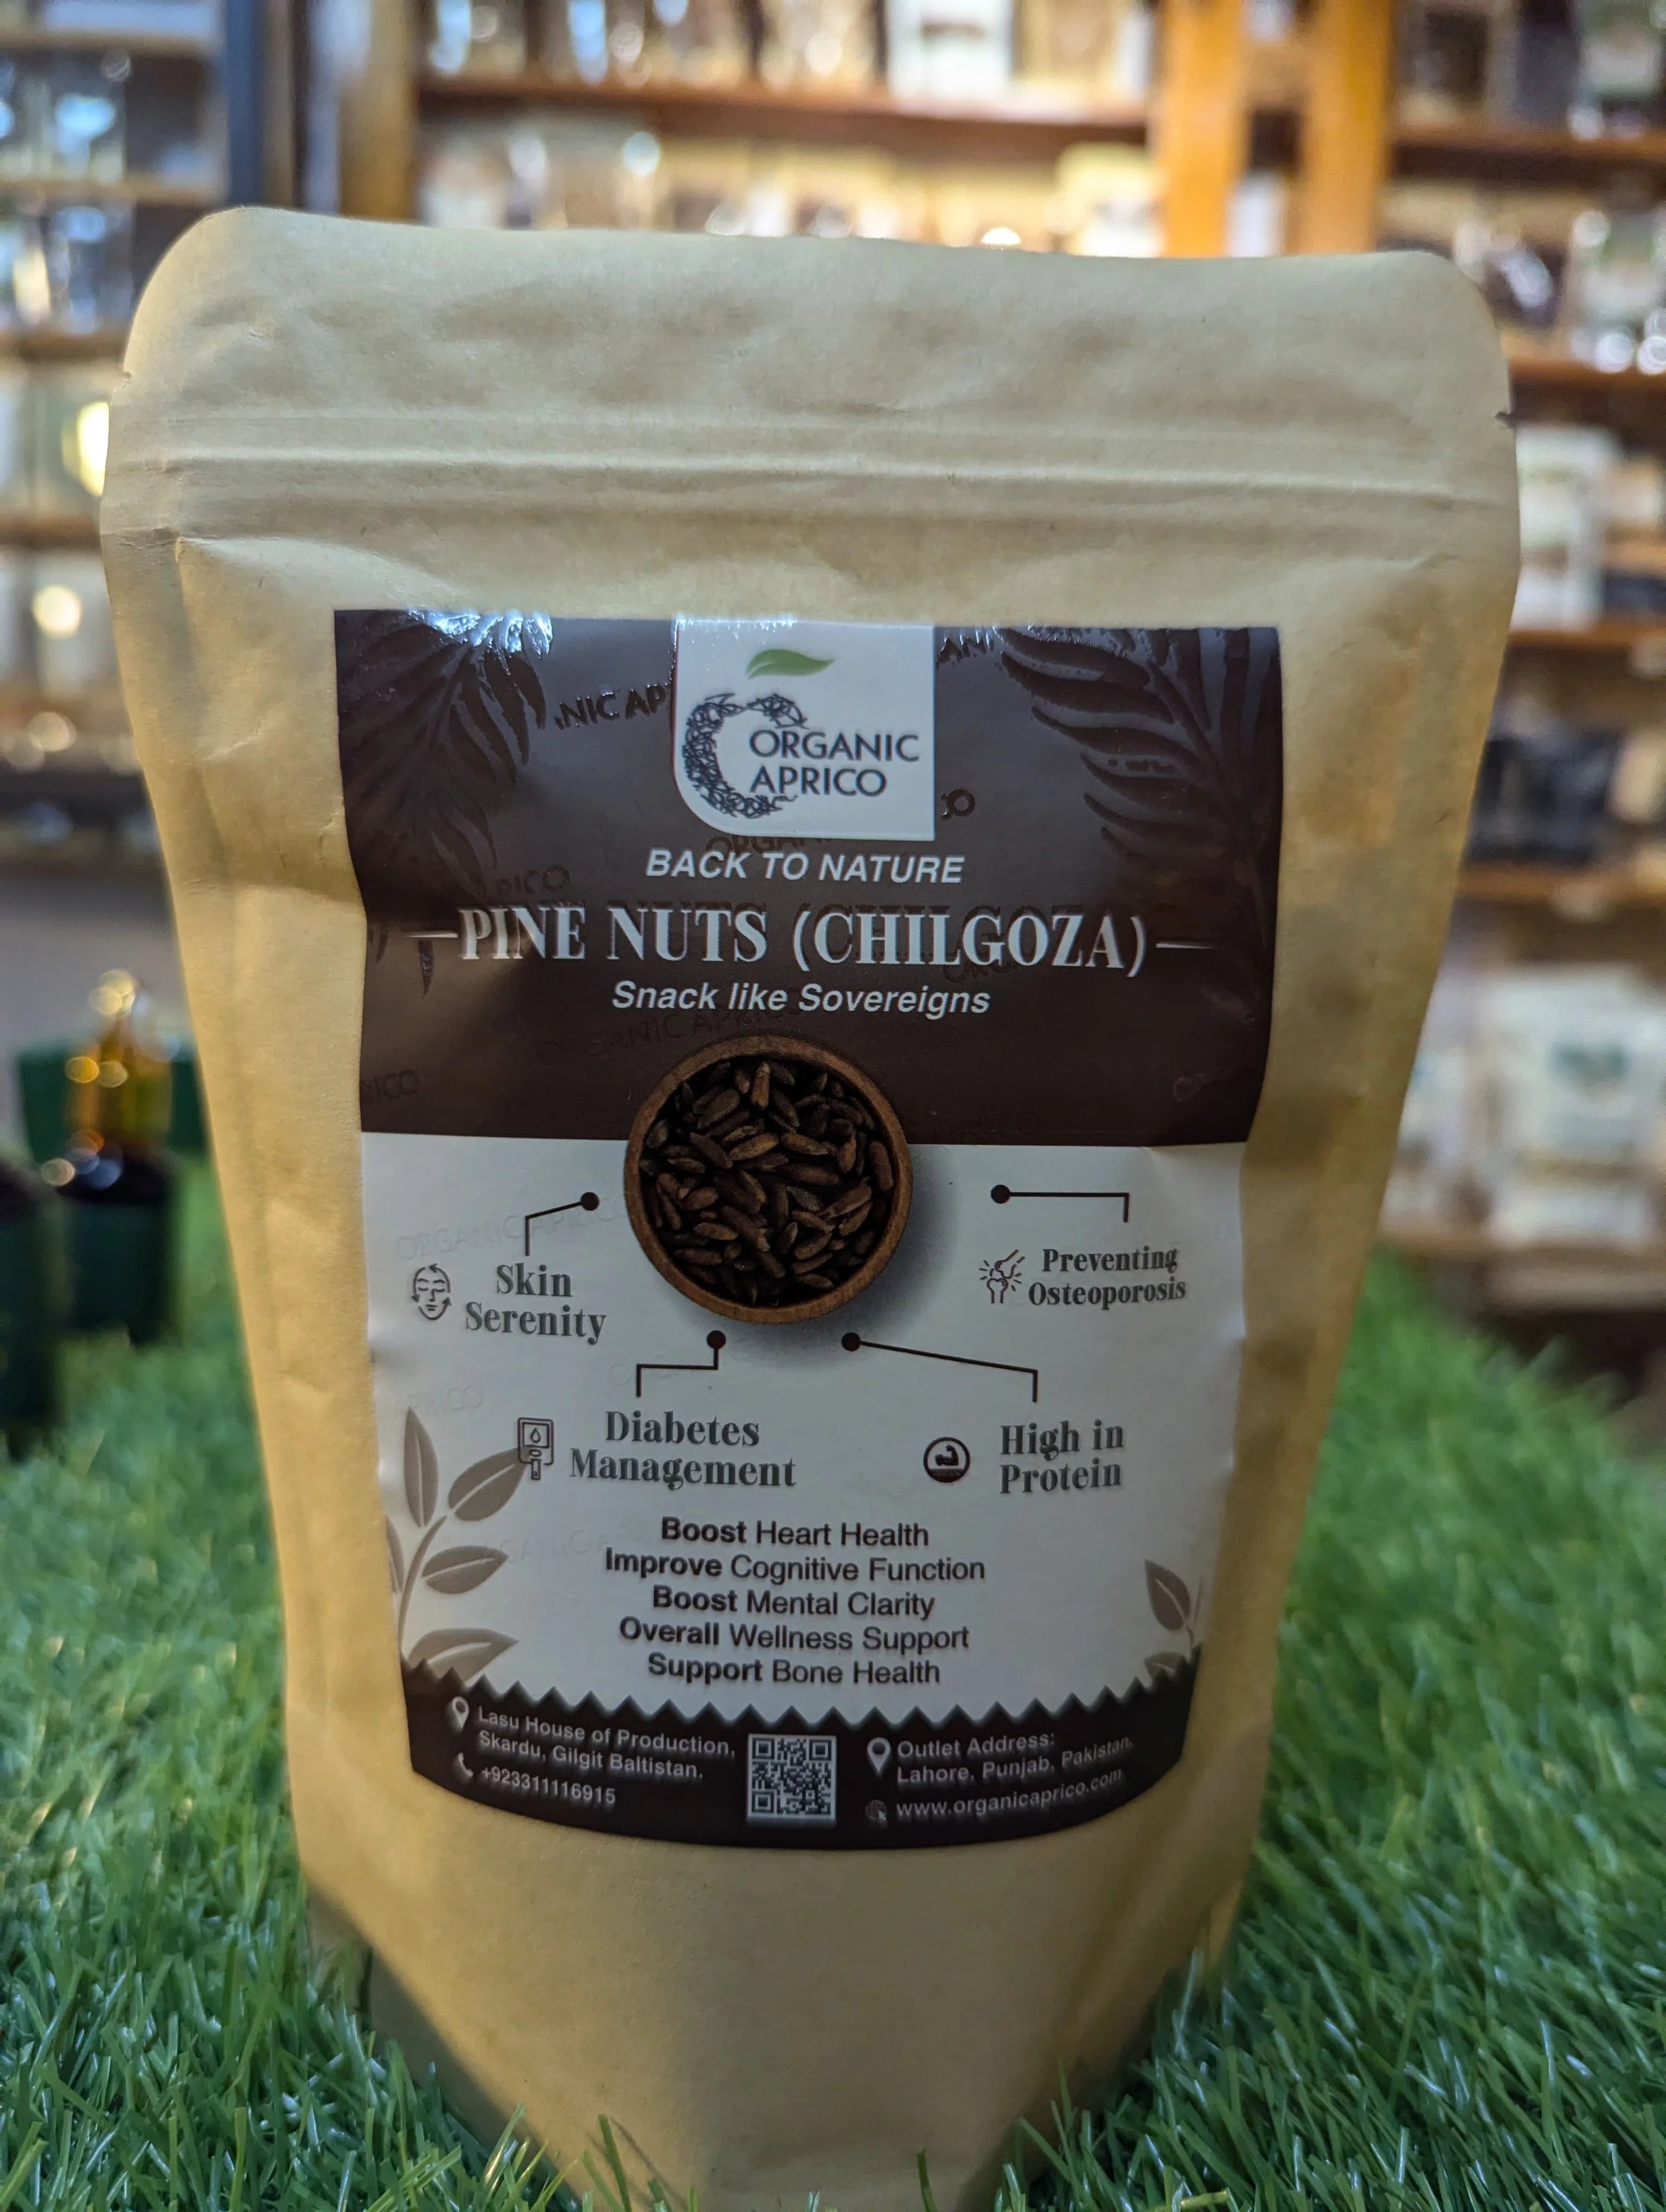 ORGANIC
APRICO
BACK TO NATURE
PINE NUTS (CHILGOZA)
Snack like Sovereigns
Skin
Serenity
Preventing
Osteoporosis
Diabetes
Management
High in
Protein
Boost Heart Health
Improve Cognitive Function
Boost Mental Clarity
Overall Wellness Support
Support Bone Health
Lasu House of Production,
Skardu, Gilgit Baltistan.
+923311116915
Outlet Address:
Lahore, Punjab, Pakistan.
www.organicaprico.com